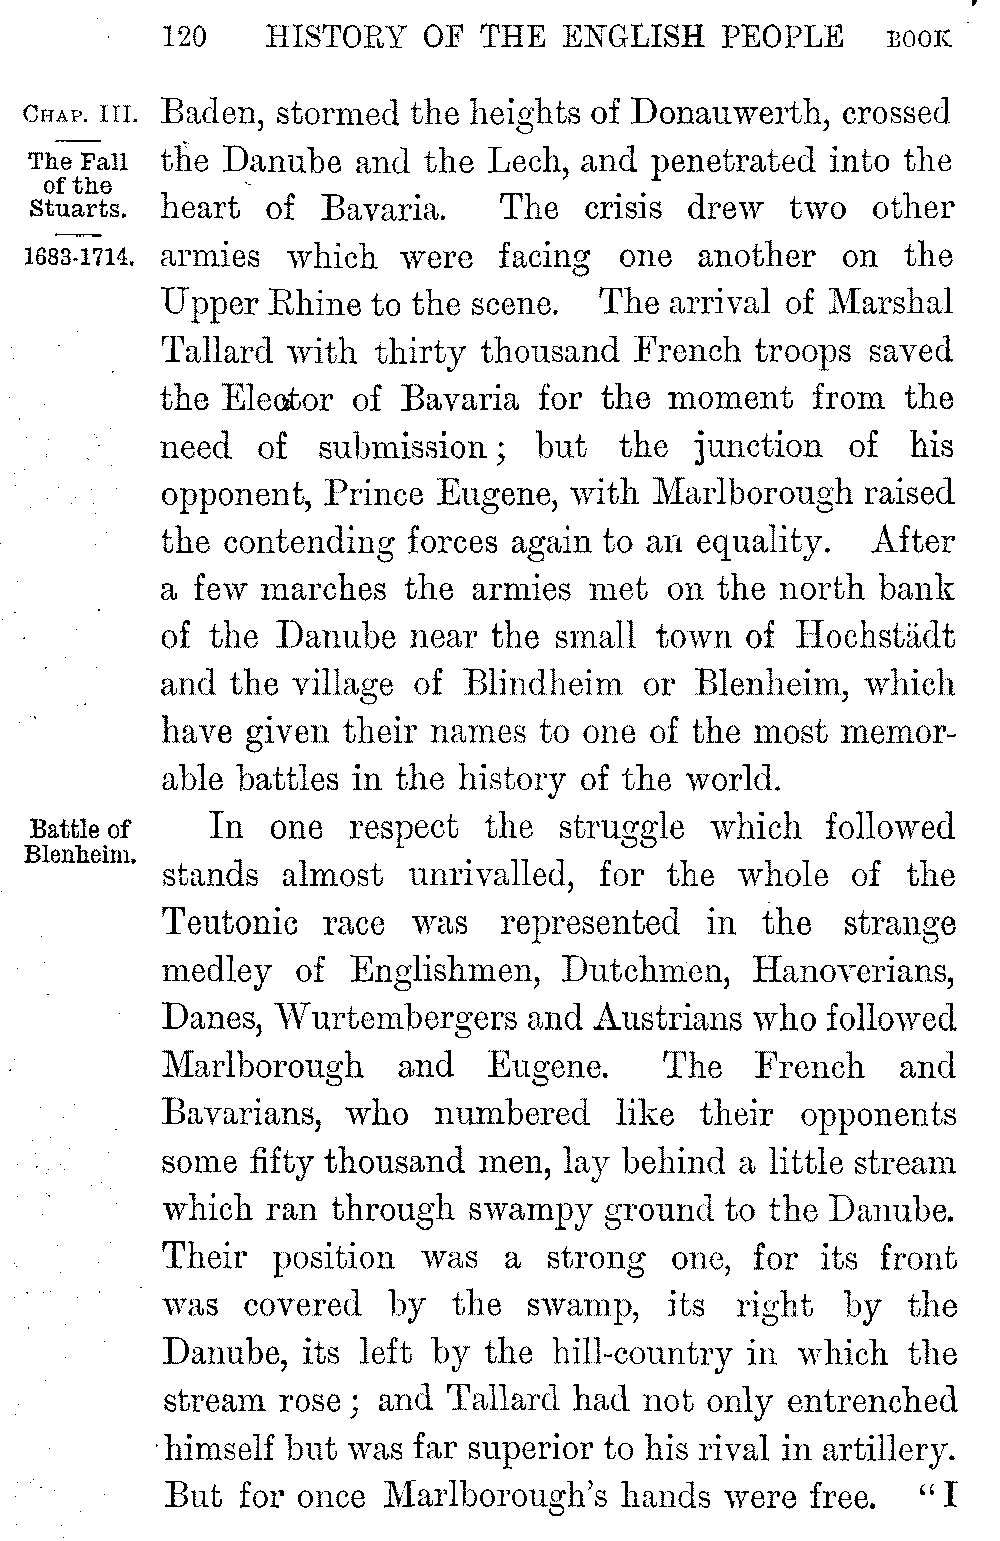 120 HISTORY OF THE ENGLISH PEOPLE BOOK
CHAP. III.
The Fall
of the
Stuarts.
1683-1714.
Baden, stormed the heights of Donauwerth, crossed
the Danube and the Lech, and penetrated into the
heart of Bavaria. The crisis drew two other
armies which were facing one another on the
Upper Rhine to the scene. The arrival of Marshal
Tallard with thirty thousand French troops saved
the Elector of Bavaria for the moment from the
need of submission; but the junction of his
opponent, Prince Eugene, with Marlborough raised
the contending forces again to an equality. After
a few marches the armies met on the north bank
of the Danube near the small town of Hochstädt
and the village of Blindheim or Blenheim, which
have given their names to one of the most memor-
able battles in the history of the world.
Battle of
Blenheim.
In one respect the struggle which followed
stands almost unrivalled, for the whole of the
Teutonic race was represented in the strange
medley of Englishmen, Dutchmen, Hanoverians,
Danes, Wurtembergers and Austrians who followed
Marlborough and Eugene. The French and
Bavarians, who numbered like their opponents
some fifty thousand men, lay behind a little stream
which ran through swampy ground to the Danube.
Their position was a strong one, for its front
was covered by the swamp, its right by the
Danube, its left by the hill-country in which the
stream rose; and Tallard had not only entrenched
himself but was far superior to his rival in artillery.
But for once Marlborough's hands were free. "I